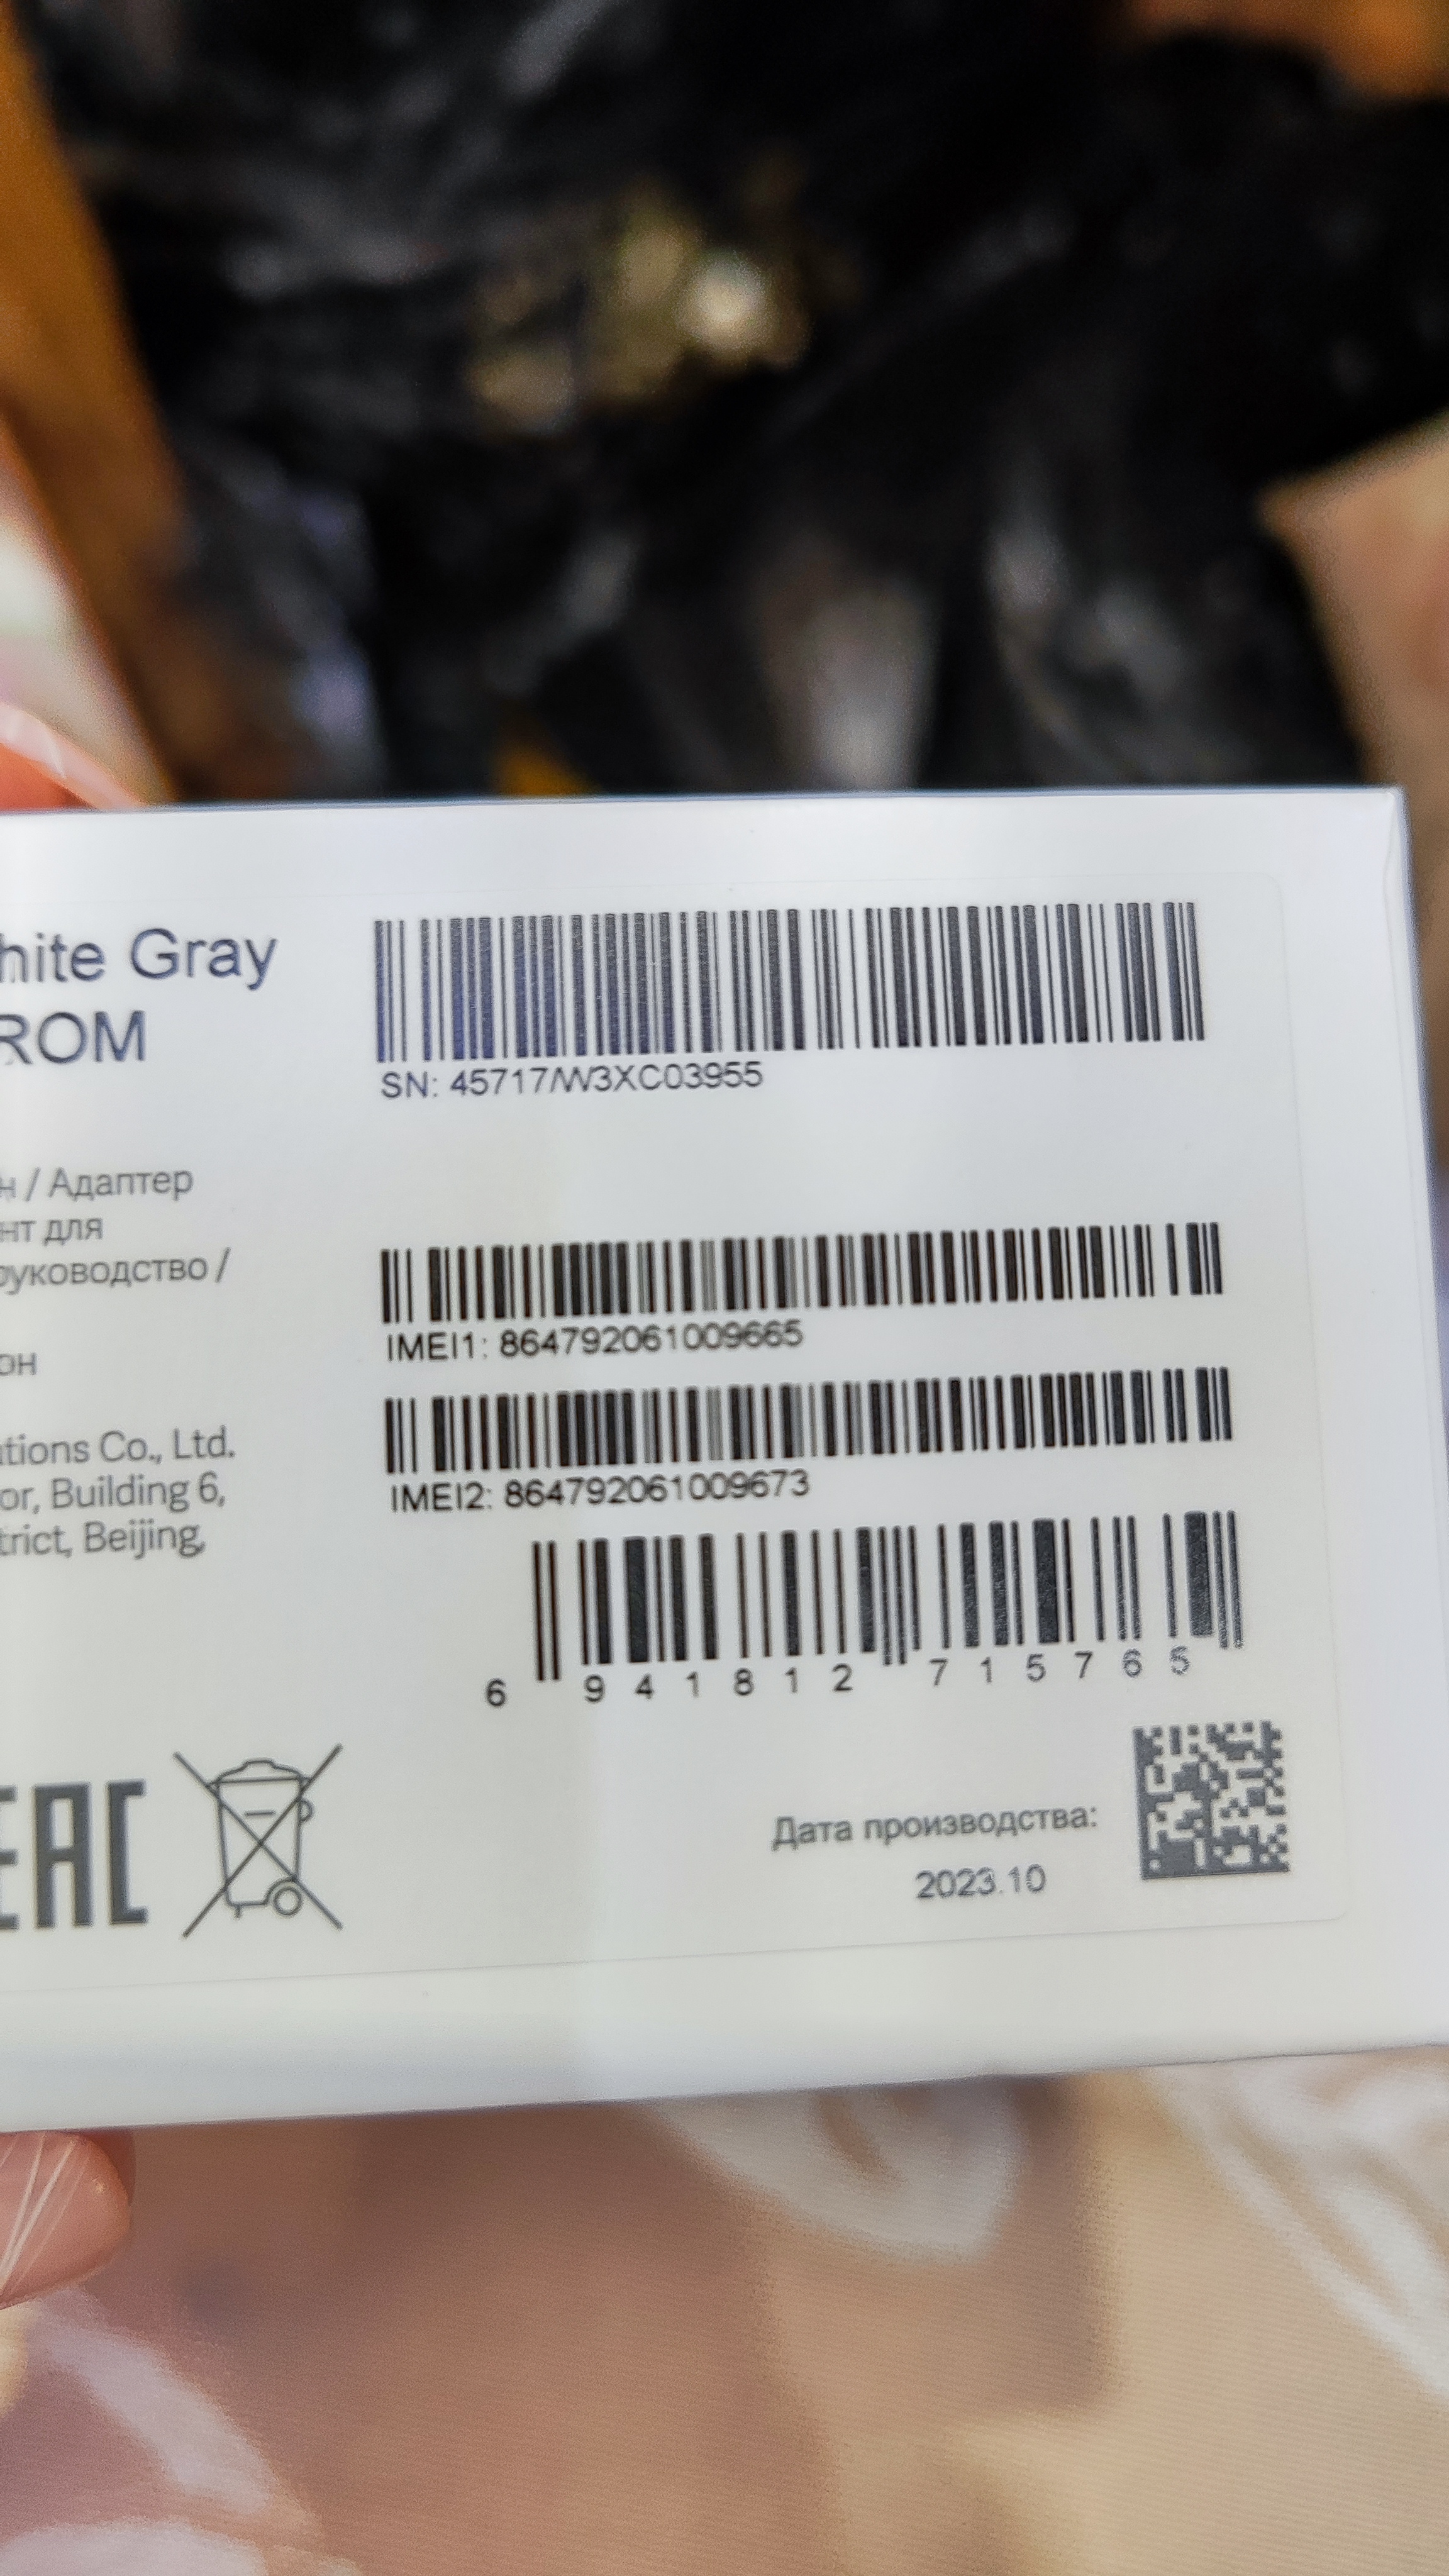 hite Gray
ROM
н / Адаптер
нт для
руководство /
он
utions Co., Ltd.
or, Building 6,
trict, Beijing,
EAC
SN: 45717/W3XC03955
IMEI1: 864792061009665
IMEI2: 864792061009673
6 941812 715765
Дата производства:
2023.10